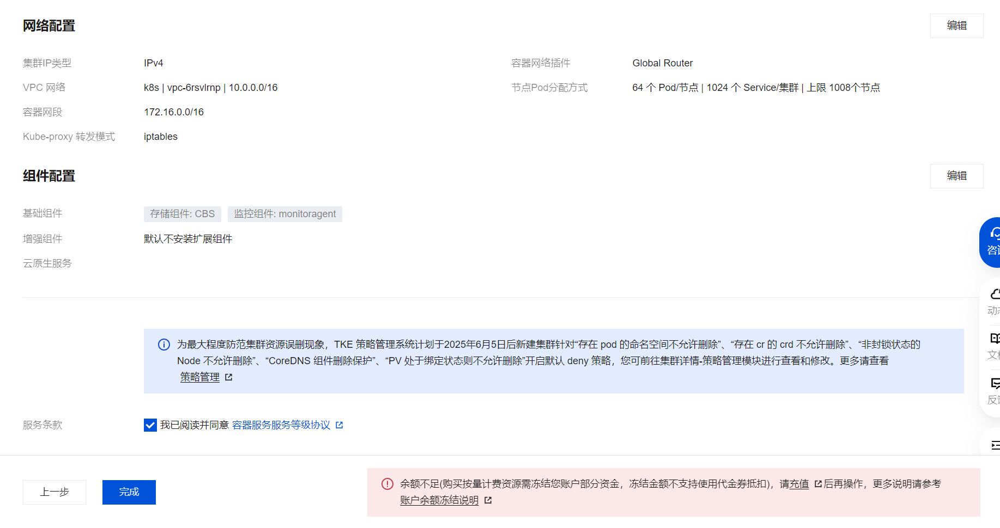 网络配置
编辑
集群IP类型
IPv4
容器网络插件
Global Router
VPC 网络
k8s | vpc-6rsvlrnp | 10.0.0.0/16
节点Pod分配方式
64 个 Pod/节点 | 1024 个 Service/集群 | 上限 1008个节点
容器网段
172.16.0.0/16
Kube-proxy 转发模式
iptables
组件配置
编辑
基础组件
存储组件: CBS
监控组件: monitoragent
增强组件
默认不安装扩展组件
云原生服务
为最大程度防范集群资源误删现象，TKE 策略管理系统计划于2025年6月5日后新建集群针对“存在 pod 的命名空间不允许删除”、“存在 cr 的 crd 不允许删除”、“非封锁状态的
Node 不允许删除”、“CoreDNS 组件删除保护”、“PV 处于绑定状态则不允许删除”开启默认 deny 策略，您可前往集群详情-策略管理模块进行查看和修改。更多请查看
策略管理
服务条款
我已阅读并同意 容器服务服务等级协议
上一步
完成
余额不足(购买按量计费资源需冻结您账户部分资金，冻结金额不支持使用代金券抵扣)，请充值 后再操作，更多说明请参考
账户余额冻结说明
咨
动
文
反